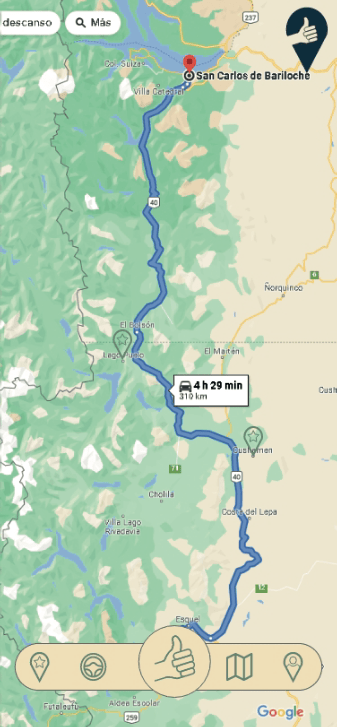 descanso
Más
237
Col. Suiza
San Carlos de Bariloche
Villa Catedral
40
6
Ñorquinco
El Bolsón
Lago Puelo
El Maitén
4 h 29 min
310 km
Cush
Cushamen
71
40
Cholila
Costa del Lepa
Villa Lago
Rivadavia
12
Esquel
Futaleufú
Aldea Escolar
259
Google